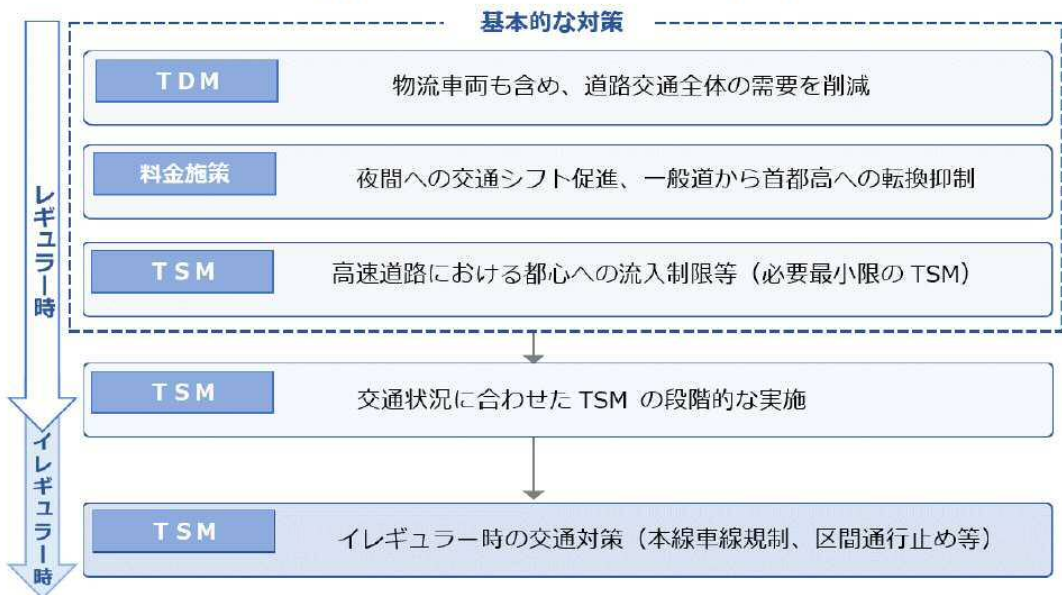 基本的な対策
TDM
物流車両も含め、道路交通全体の需要を削減
料金施策
夜間への交通シフト促進、一般道から首都高への転換抑制
TSM
高速道路における都心への流入制限等（必要最小限の TSM）
レギュラー時
TSM
交通状況に合わせた TSM の段階的な実施
イレギュラー時
TSM
イレギュラー時の交通対策（本線車線規制、区間通行止め等）